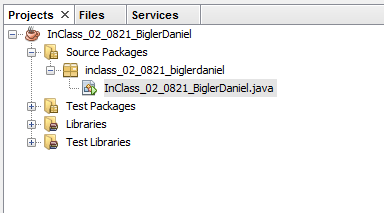 Projects × Files Services
InClass_02_0821_BiglerDaniel
Source Packages
inclass_02_0821_biglerdaniel
InClass_02_0821_BiglerDaniel.java
Test Packages
Libraries
Test Libraries